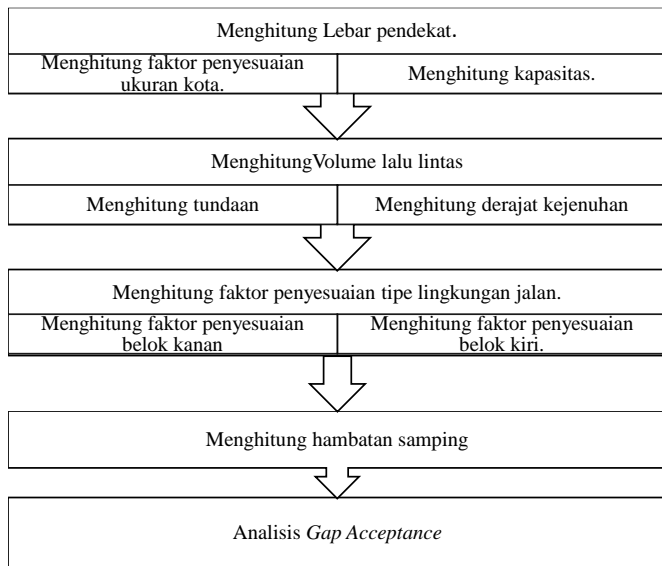 Menghitung Lebar pendekat.
Menghitung faktor penyesuaian
ukuran kota.
Menghitung kapasitas.
MenghitungVolume lalu lintas
Menghitung tundaan
Menghitung derajat kejenuhan
Menghitung faktor penyesuaian tipe lingkungan jalan.
Menghitung faktor penyesuaian
belok kanan
Menghitung faktor penyesuaian
belok kiri.
Menghitung hambatan samping
Analisis Gap Acceptance